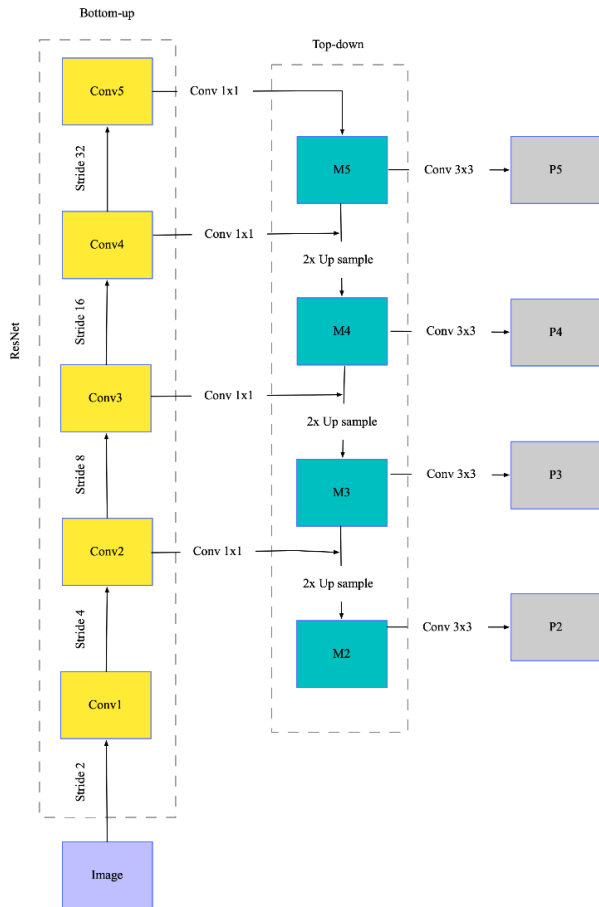 Bottom-up
Top-down
ResNet
Conv5
Conv 1x1
M5
Conv 3x3
P5
Stride 32
Conv4
Conv 1x1
2x Up sample
Stride 16
M4
Conv 3x3
P4
Conv3
Conv 1x1
2x Up sample
Stride 8
M3
Conv 3x3
P3
Conv2
Conv 1x1
2x Up sample
Stride 4
M2
Conv 3x3
P2
Conv1
Stride 2
Image